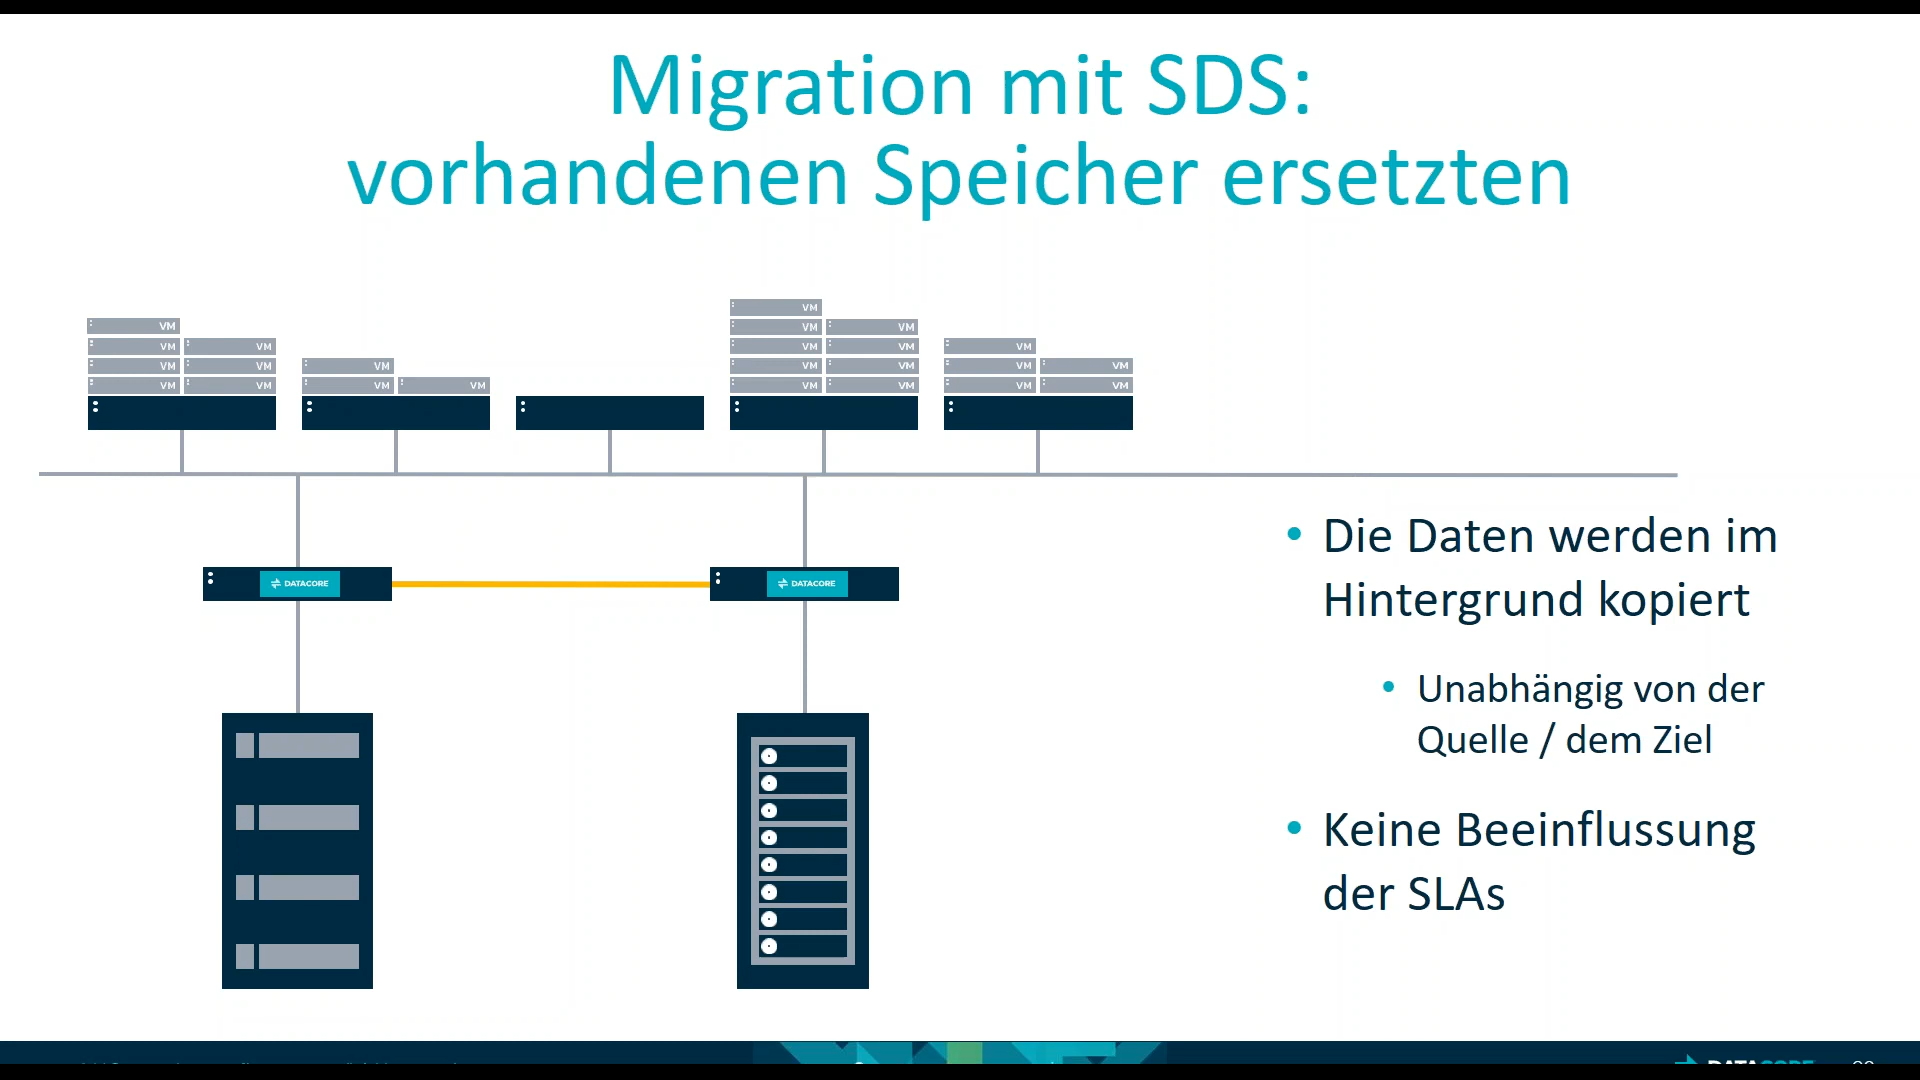 Migration mit SDS:
vorhandenen Speicher ersetzten
VM
VM
VM VM
VM VM VM VM VM VM
VM VM VM VM VM VM VM
VM VM VM VM VM VM VM VM
DATACORE DATACORE
• Die Daten werden im
Hintergrund kopiert
• Unabhängig von der
Quelle / dem Ziel
• Keine Beeinflussung
der SLAs
DATACORE